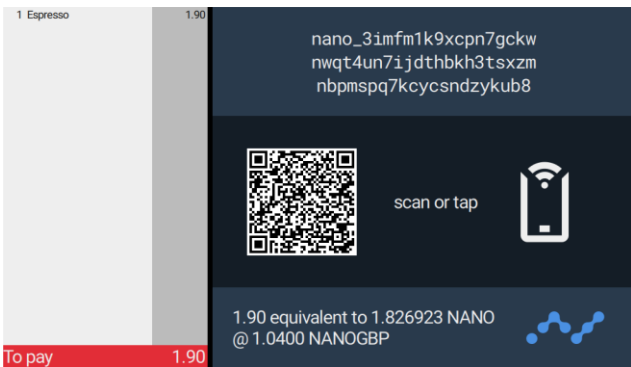 1 Espresso 1.90
To pay 1.90
nano_3imfm1k9xcpn7gckw
nwqt4un7ijdthbkh3tsxzm
nbpmspq7kcycsndzykub8
scan or tap
1.90 equivalent to 1.826923 NANO
@ 1.0400 NANOGBP